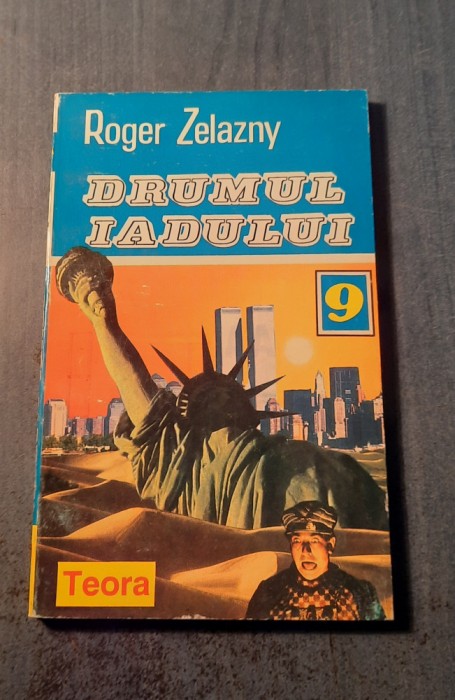 Roger Zelazny
DRUMUL
IADULUI
9
Teora